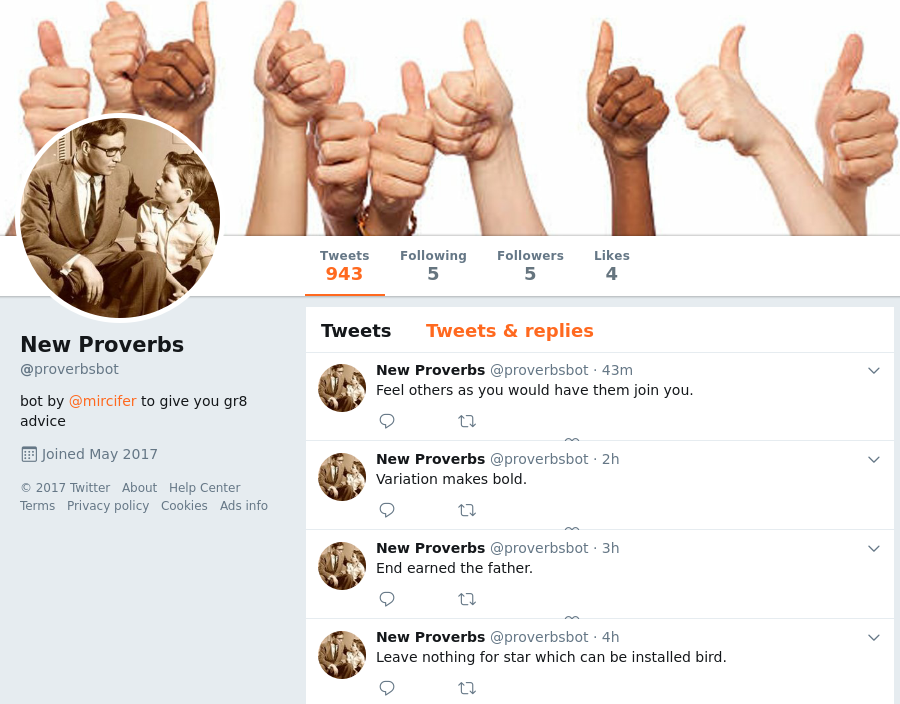 Tweets Following Followers Likes
943 5 5 4
New Proverbs
@proverbsbot
bot by @mircifer to give you gr8
advice
Joined May 2017
© 2017 Twitter About Help Center
Terms Privacy policy Cookies Ads info
Tweets Tweets & replies
New Proverbs @proverbsbot · 43m
Feel others as you would have them join you.
New Proverbs @proverbsbot · 2h
Variation makes bold.
New Proverbs @proverbsbot · 3h
End earned the father.
New Proverbs @proverbsbot · 4h
Leave nothing for star which can be installed bird.